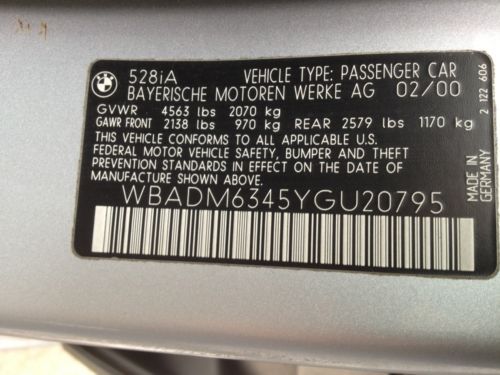 528iA VEHICLE TYPE: PASSENGER CAR
BAYERISCHE MOTOREN WERKE AG 02/00
GVWR 4563 lbs 2070 kg
GAWR FRONT 2138 lbs 970 kg REAR 2579 lbs 1170 kg
THIS VEHICLE CONFORMS TO ALL APPLICABLE U.S.
FEDERAL MOTOR VEHICLE SAFETY, BUMPER AND THEFT
PREVENTION STANDARDS IN EFFECT ON THE DATE OF
MANUFACTURE SHOWN ABOVE.
WBADM6345YGU20795
2 122 606
MADE IN
GERMANY